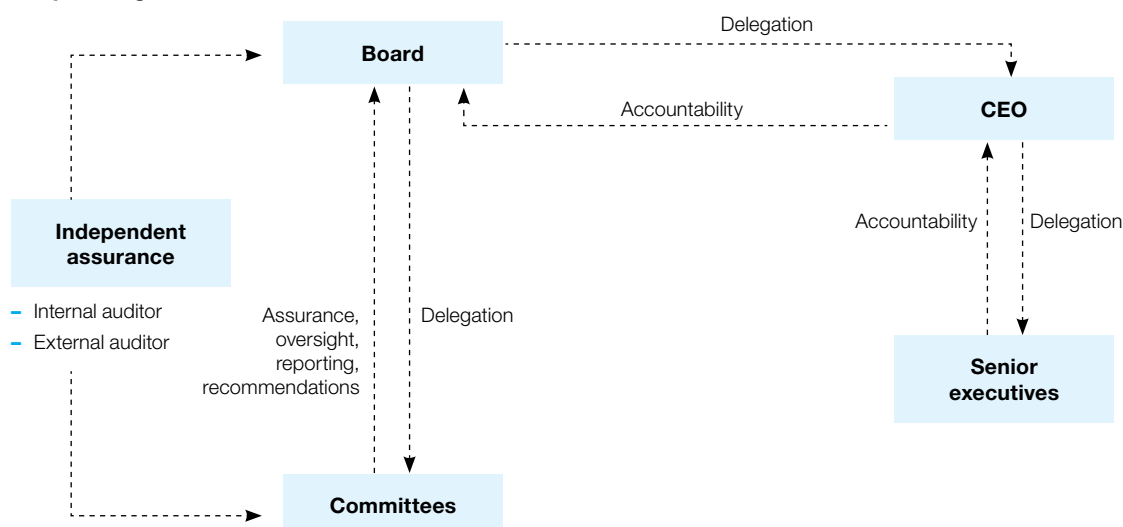 Delegation
Board
CEO
Accountability
Independent
assurance
Accountability
Delegation
– Internal auditor
– External auditor
Assurance,
oversight,
reporting,
recommendations
Delegation
Senior
executives
Committees